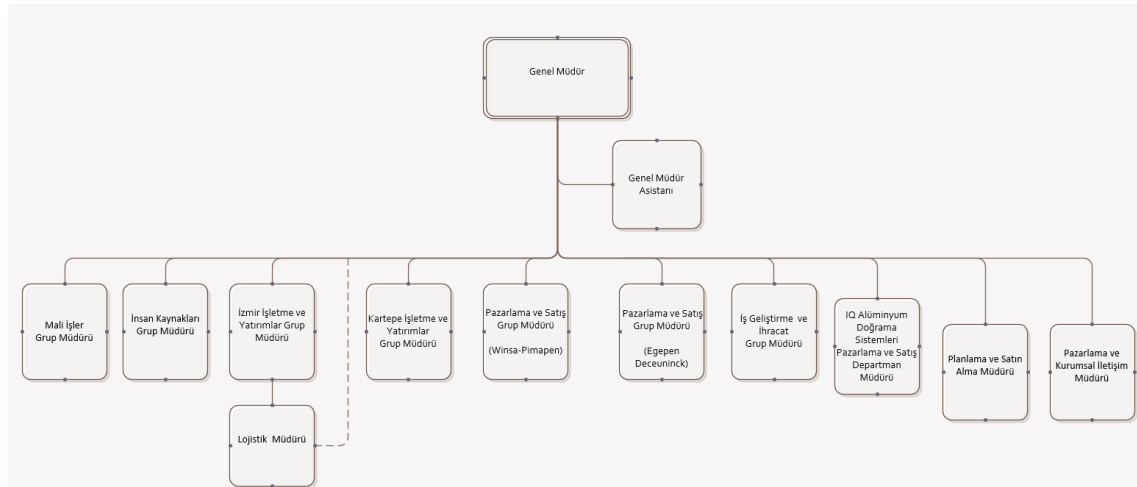 Genel Müdür
Genel Müdür
Asistanı
Mali İşler
Grup Müdürü
İnsan Kaynakları
Grup Müdürü
İzmir İşletme ve
Yatırımlar Grup
Müdürü
Kartepe İşletme ve
Yatırımlar
Grup Müdürü
Pazarlama ve Satış
Grup Müdürü
(Winsa-Pimapen)
Pazarlama ve Satış
Grup Müdürü
(Egepen
Deceuninck)
İş Geliştirme ve
İhracat
Grup Müdürü
IQ Alüminyum
Doğrama
Sistemleri
Pazarlama ve Satış
Departman
Müdürü
Planlama ve Satın
Alma Müdürü
Pazarlama ve
Kurumsal İletişim
Müdürü
Lojistik Müdürü